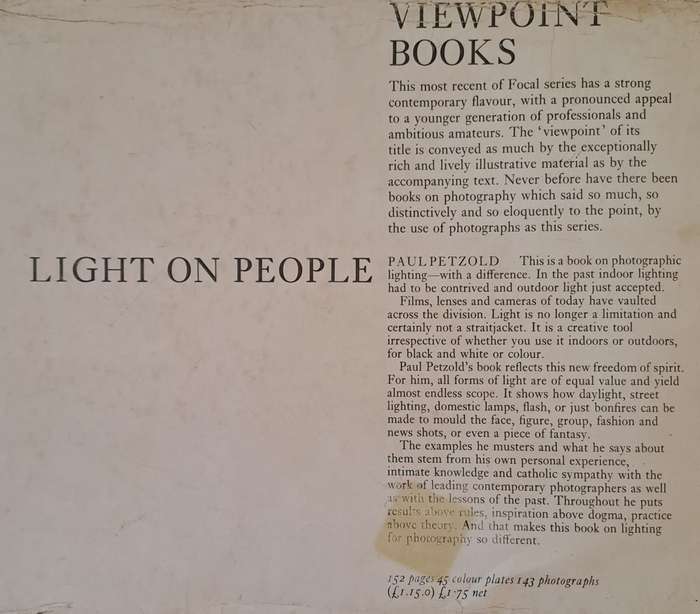 VIEWPOINT
BOOKS
This most recent of Focal series has a strong
contemporary flavour, with a pronounced appeal
to a younger generation of professionals and
ambitious amateurs. The ‘viewpoint’ of its
title is conveyed as much by the exceptionally
rich and lively illustrative material as by the
accompanying text. Never before have there been
books on photography which said so much, so
distinctively and so eloquently to the point, by
the use of photographs as this series.
LIGHT ON PEOPLE
PAUL PETZOLD This is a book on photographic
lighting—with a difference. In the past indoor lighting
had to be contrived and outdoor light just accepted.
Films, lenses and cameras of today have vaulted
across the division. Light is no longer a limitation and
certainly not a straitjacket. It is a creative tool
irrespective of whether you use it indoors or outdoors,
for black and white or colour.
Paul Petzold's book reflects this new freedom of spirit.
For him, all forms of light are of equal value and yield
almost endless scope. It shows how daylight, street
lighting, domestic lamps, flash, or just bonfires can be
made to mould the face, figure, group, fashion and
news shots, or even a piece of fantasy.
The examples he musters and what he says about
them stem from his own personal experience,
intimate knowledge and catholic sympathy with the
work of leading contemporary photographers as well
as with the lessons of the past. Throughout he puts
results above rules, inspiration above dogma, practice
above theory. And that makes this book on lighting
for photography so different.
152 pages 45 colour plates 143 photographs
(£1.15.0) £1·75 net